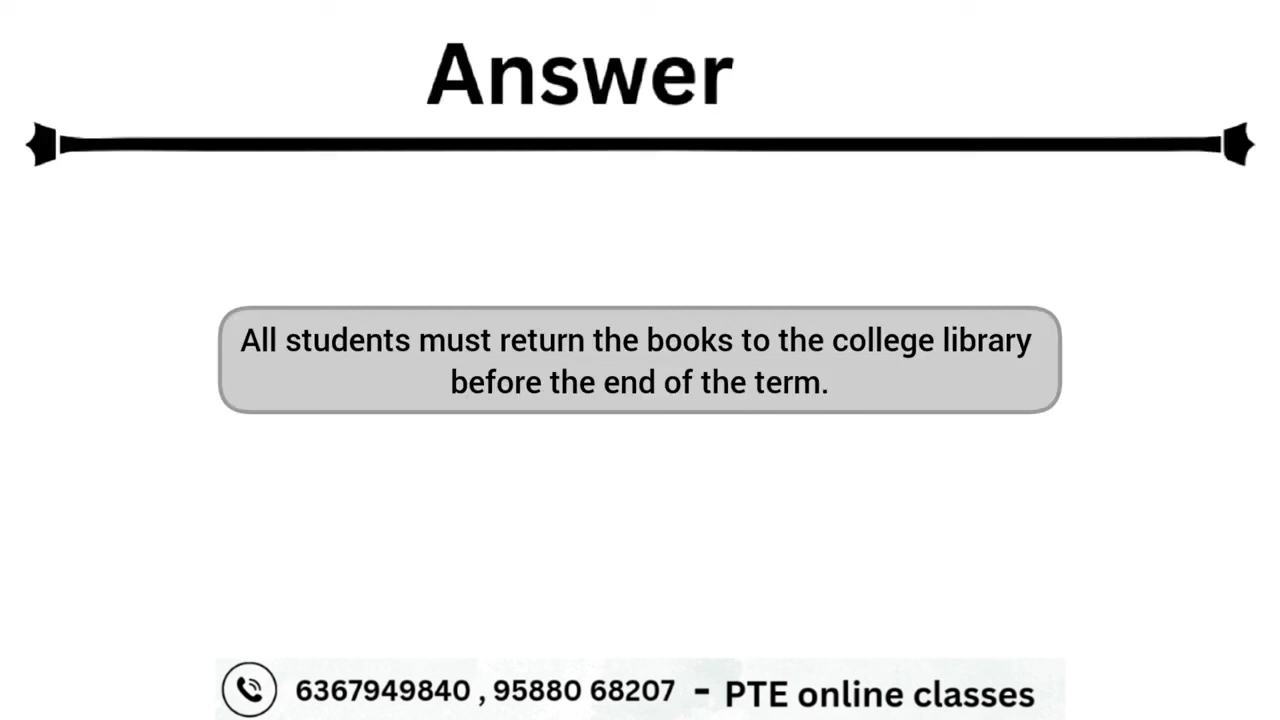 Answer
All students must return the books to the college library
before the end of the term.
6367949840 , 95880 68207 - PTE online classes